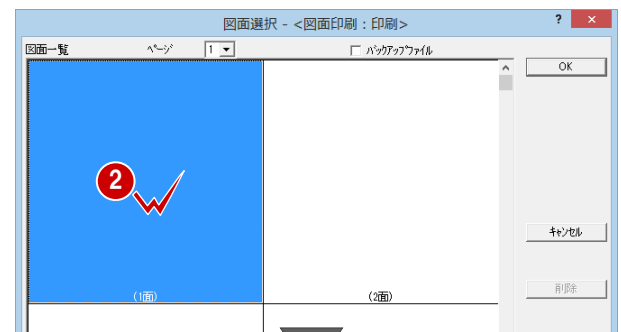 図面選択 - <図面印刷：印刷>
? ×
図面一覧 ページ 1 バックアップファイル
OK
2
キャンセル
(1面) (2面) 削除